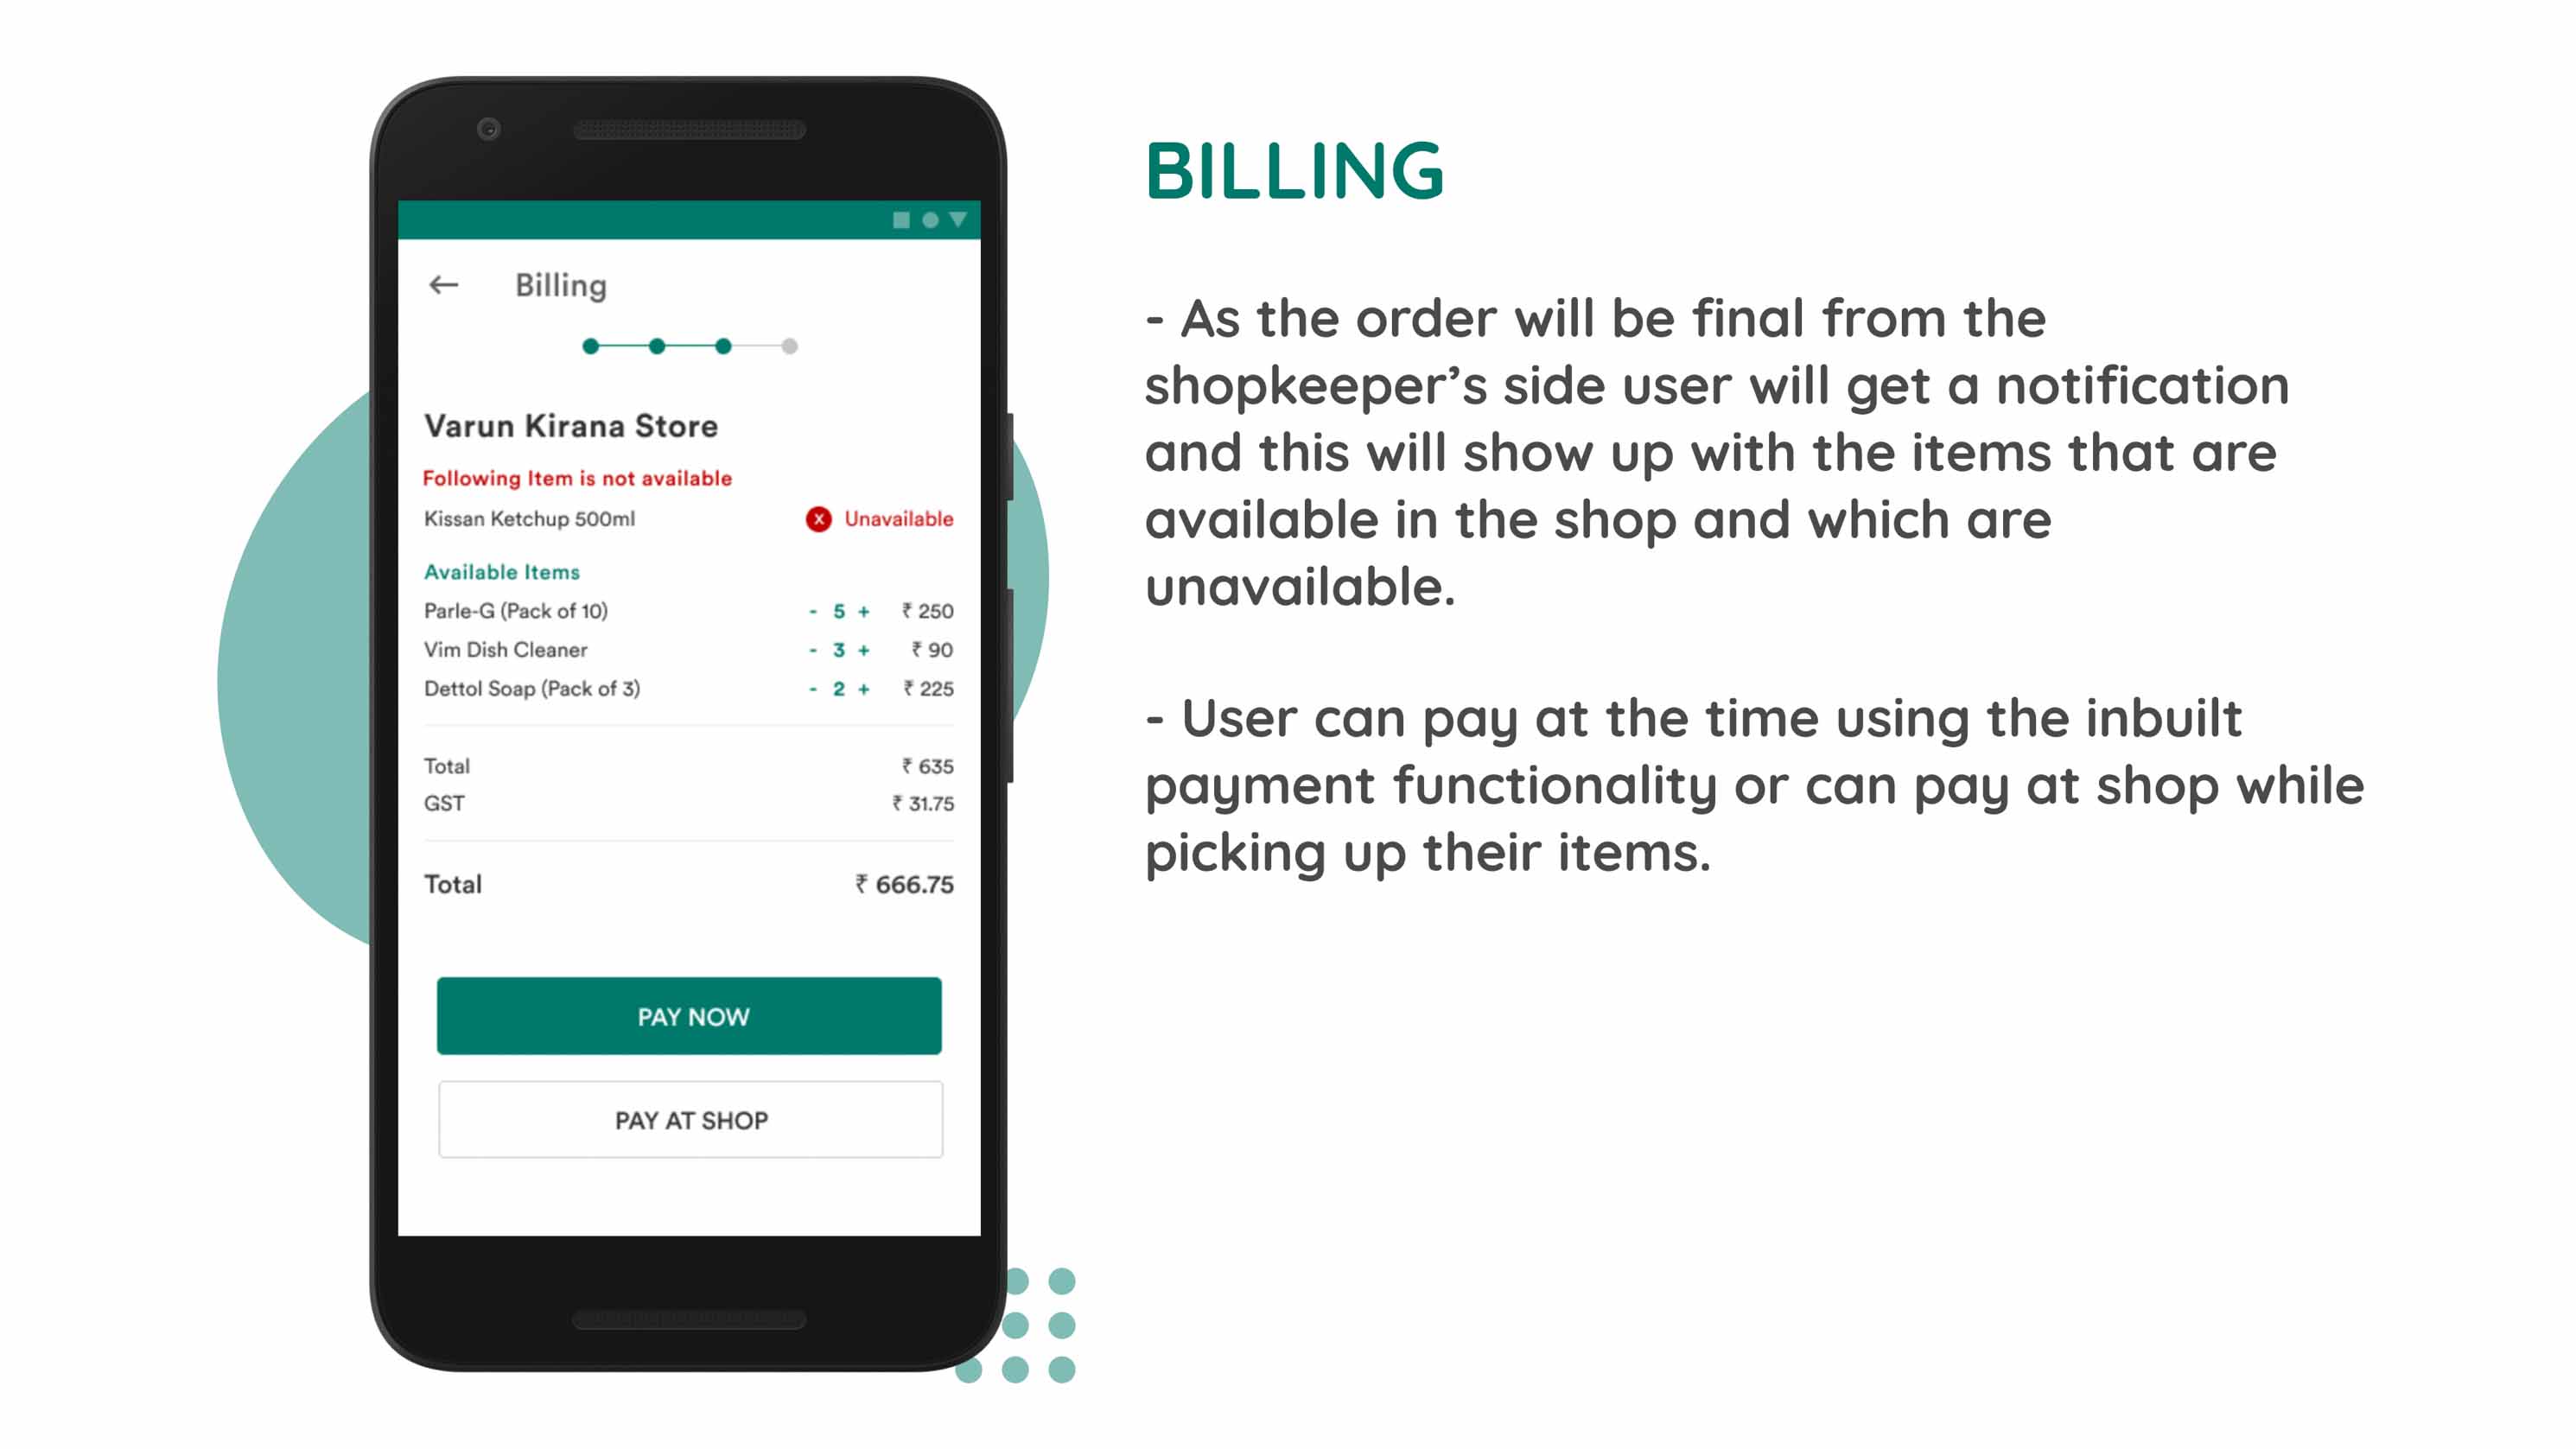 Billing
Varun Kirana Store
Following Item is not available
Kissan Ketchup 500ml x Unavailable
Available Items
Parle-G (Pack of 10) - 5 + ₹ 250
Vim Dish Cleaner - 3 + ₹ 90
Dettol Soap (Pack of 3) - 2 + ₹ 225
Total ₹ 635
GST ₹ 31.75
Total ₹ 666.75
PAY NOW
PAY AT SHOP
BILLING
- As the order will be final from the
shopkeeper’s side user will get a notification
and this will show up with the items that are
available in the shop and which are
unavailable.
- User can pay at the time using the inbuilt
payment functionality or can pay at shop while
picking up their items.